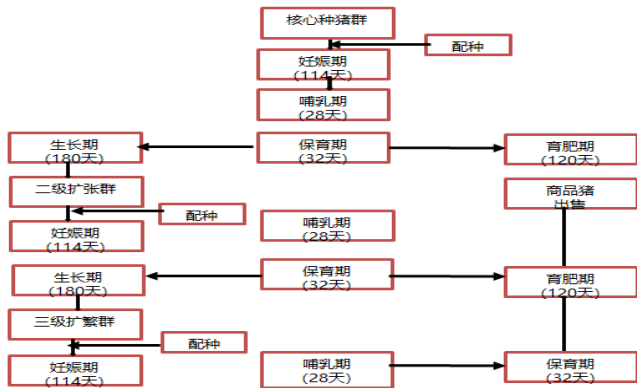 核心种猪群
配种
妊娠期
(114天)
哺乳期
(28天)
生长期
(180天)
保育期
(32天)
育肥期
(120天)
二级扩张群
商品猪
出售
配种
妊娠期
(114天)
哺乳期
(28天)
生长期
(180天)
保育期
(32天)
育肥期
(120天)
三级扩繁群
配种
妊娠期
(114天)
哺乳期
(28天)
保育期
(32天)